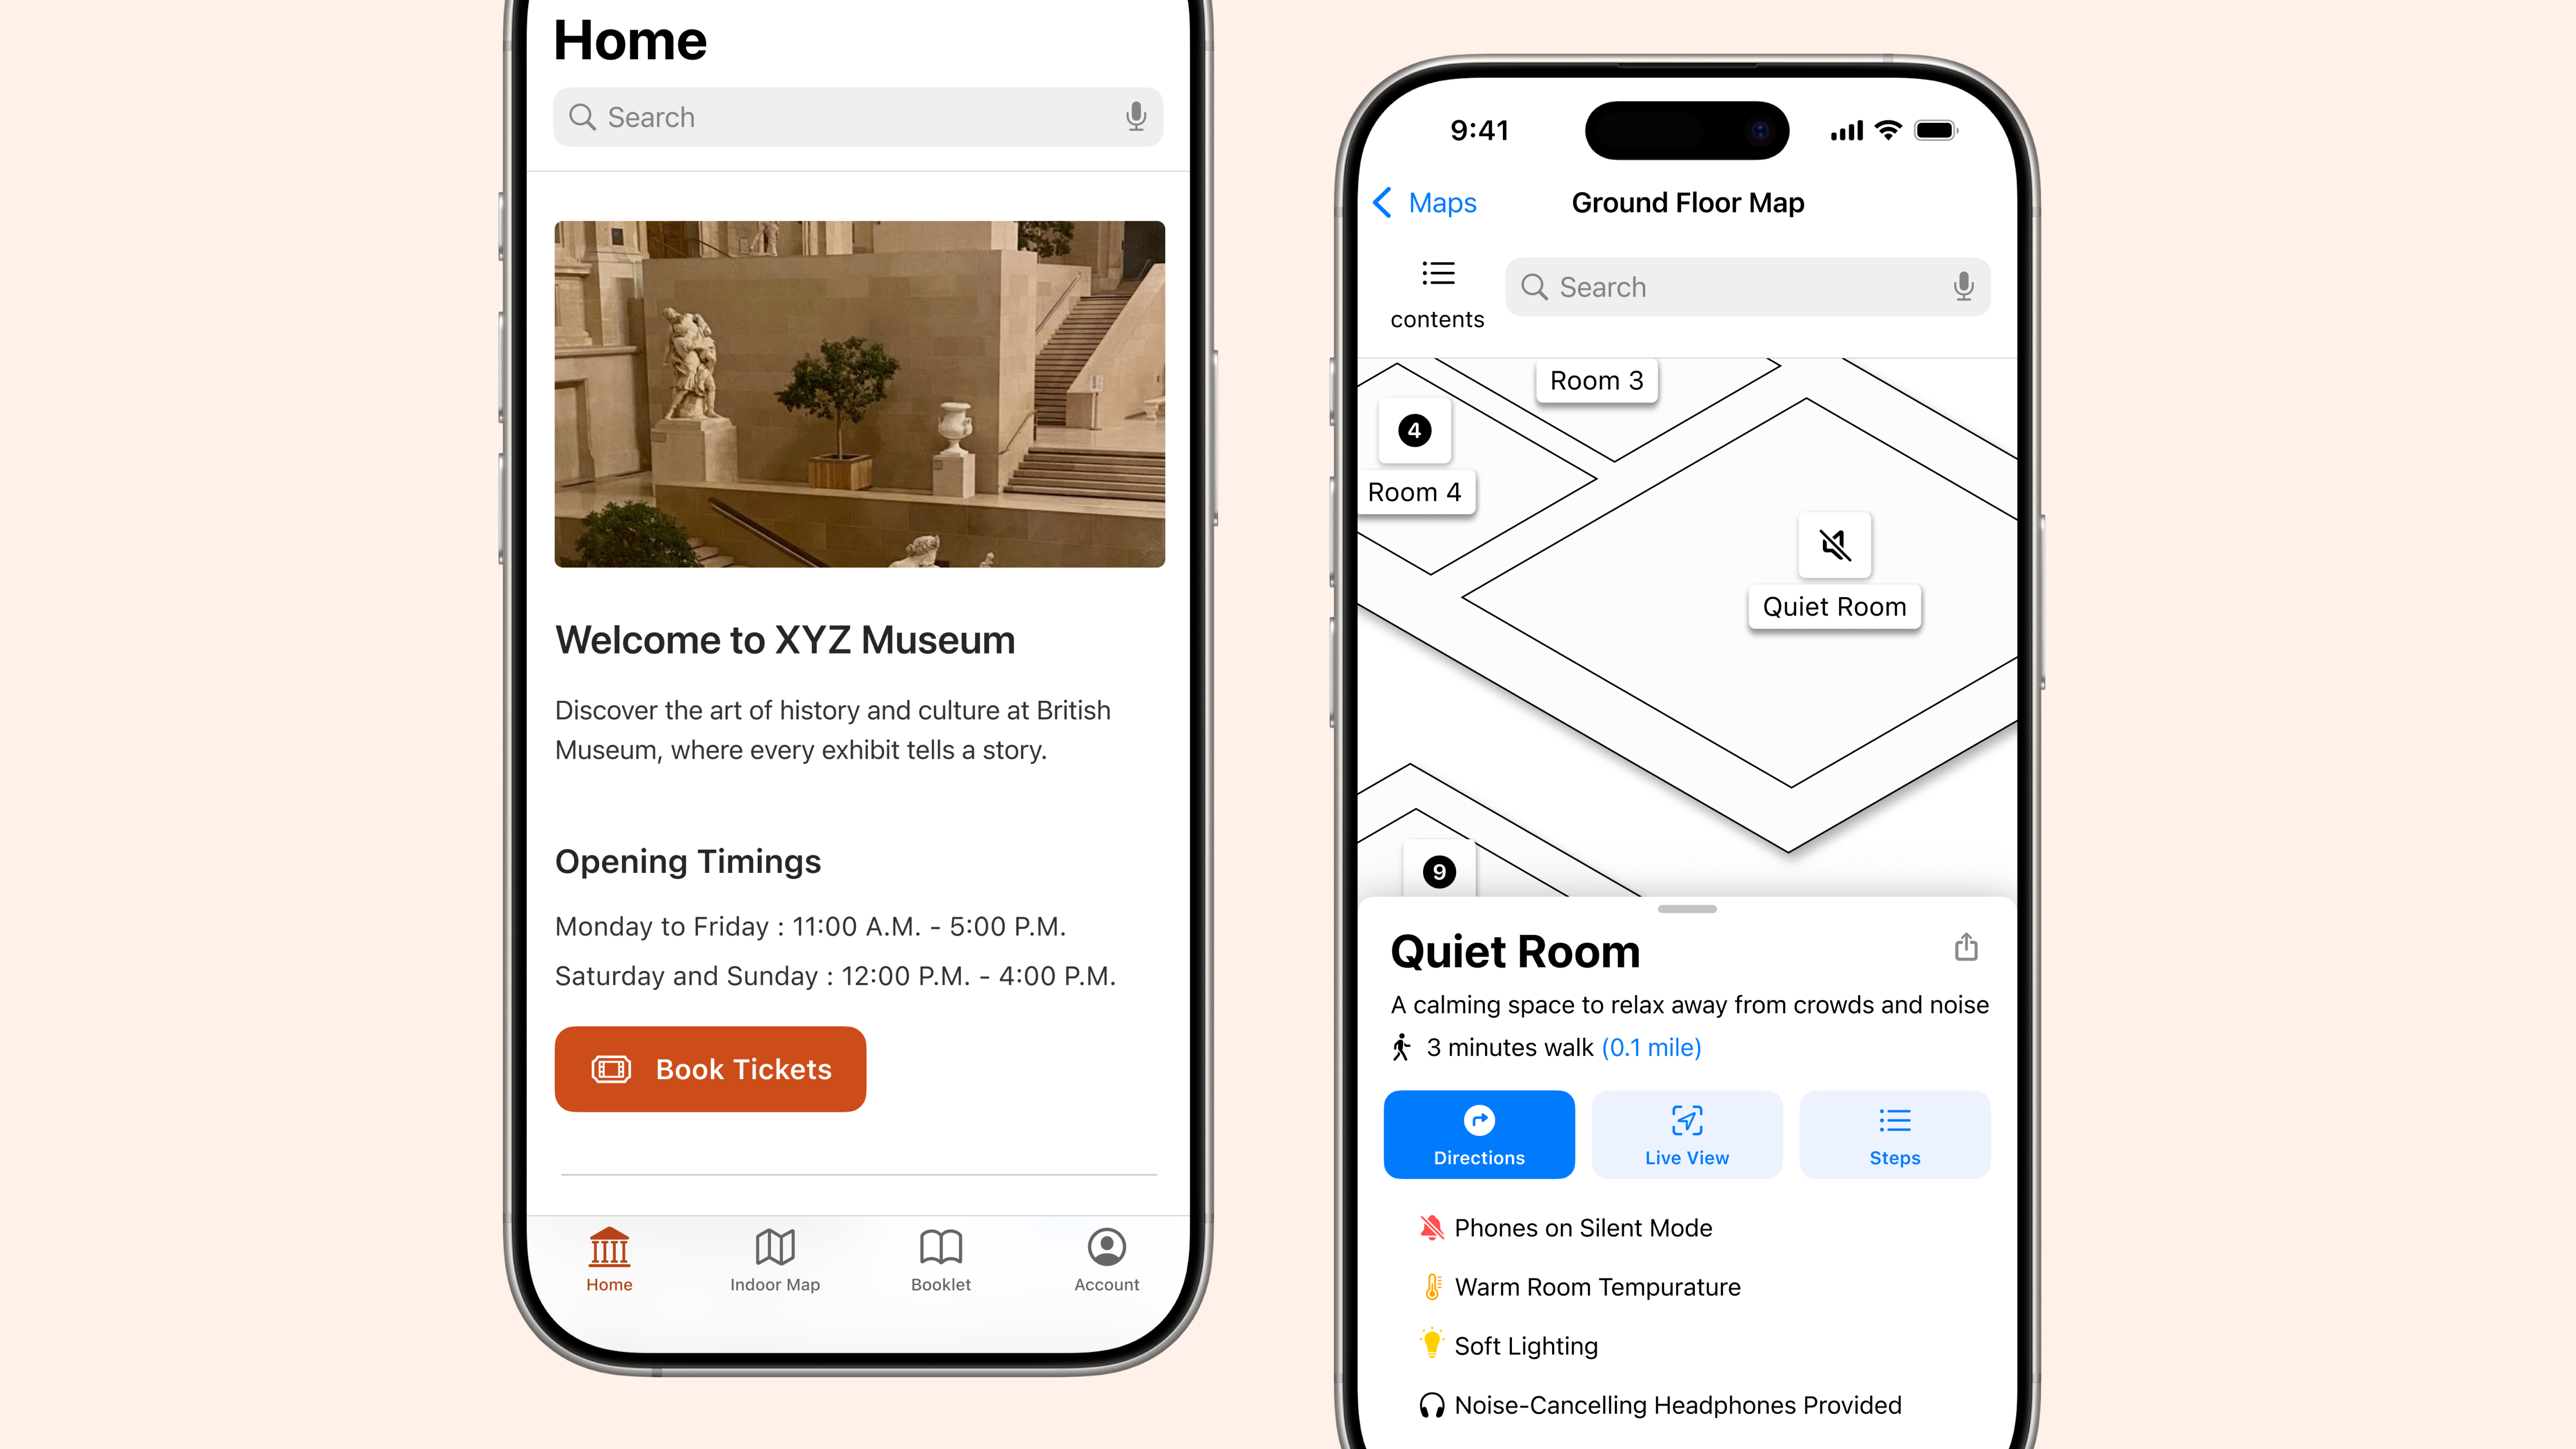 Home
Search
Welcome to XYZ Museum
Discover the art of history and culture at British
Museum, where every exhibit tells a story.
Opening Timings
Monday to Friday : 11:00 A.M. - 5:00 P.M.
Saturday and Sunday : 12:00 P.M. - 4:00 P.M.
Book Tickets
Home
Indoor Map
Booklet
Account
9:41
Maps
Ground Floor Map
contents
Search
Room 3
4
Room 4
Quiet Room
9
Quiet Room
A calming space to relax away from crowds and noise
3 minutes walk (0.1 mile)
Directions
Live View
Steps
Phones on Silent Mode
Warm Room Tempurature
Soft Lighting
Noise-Cancelling Headphones Provided